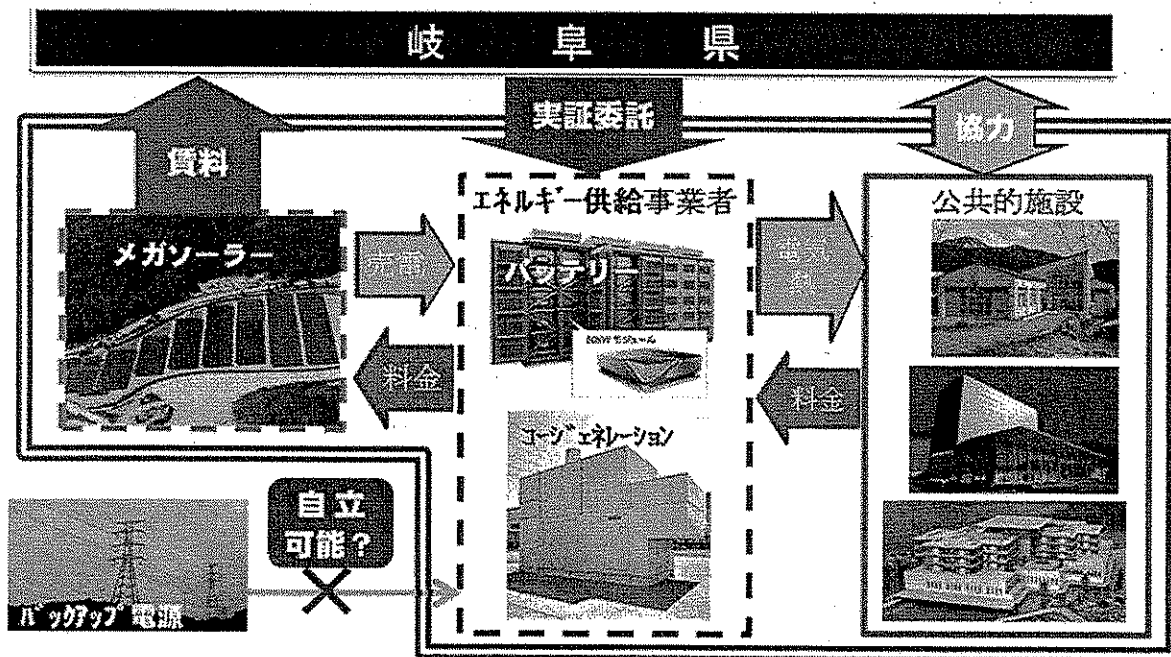 岐阜県
賃料
実証委託
協力
エネルギー供給事業者
公共的施設
メガソーラー
売電
バッテリー
電気
料金
料金
コージェネレーション
自立
可能?
バックアップ電源